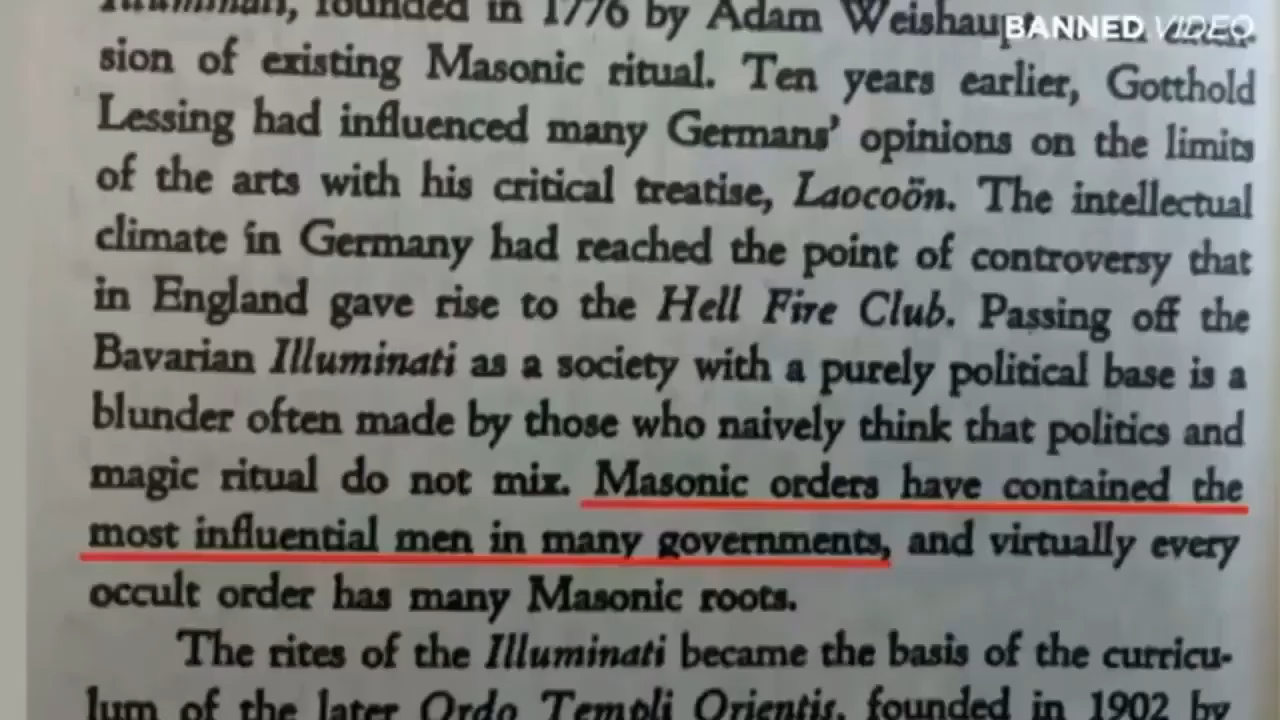 Illuminati, founded in 1776 by Adam Weishaupt
BANNED.VIDEO
sion of existing Masonic ritual. Ten years earlier, Gotthold
Lessing had influenced many Germans' opinions on the limits
of the arts with his critical treatise, Laocoön. The intellectual
climate in Germany had reached the point of controversy that
in England gave rise to the Hell Fire Club. Passing off the
Bavarian Illuminati as a society with a purely political base is a
blunder often made by those who naively think that politics and
magic ritual do not mix. Masonic orders have contained the
most influential men in many governments, and virtually every
occult order has many Masonic roots.
The rites of the Illuminati became the basis of the curricu-
lum of the later Ordo Templi Orientis, founded in 1902 by